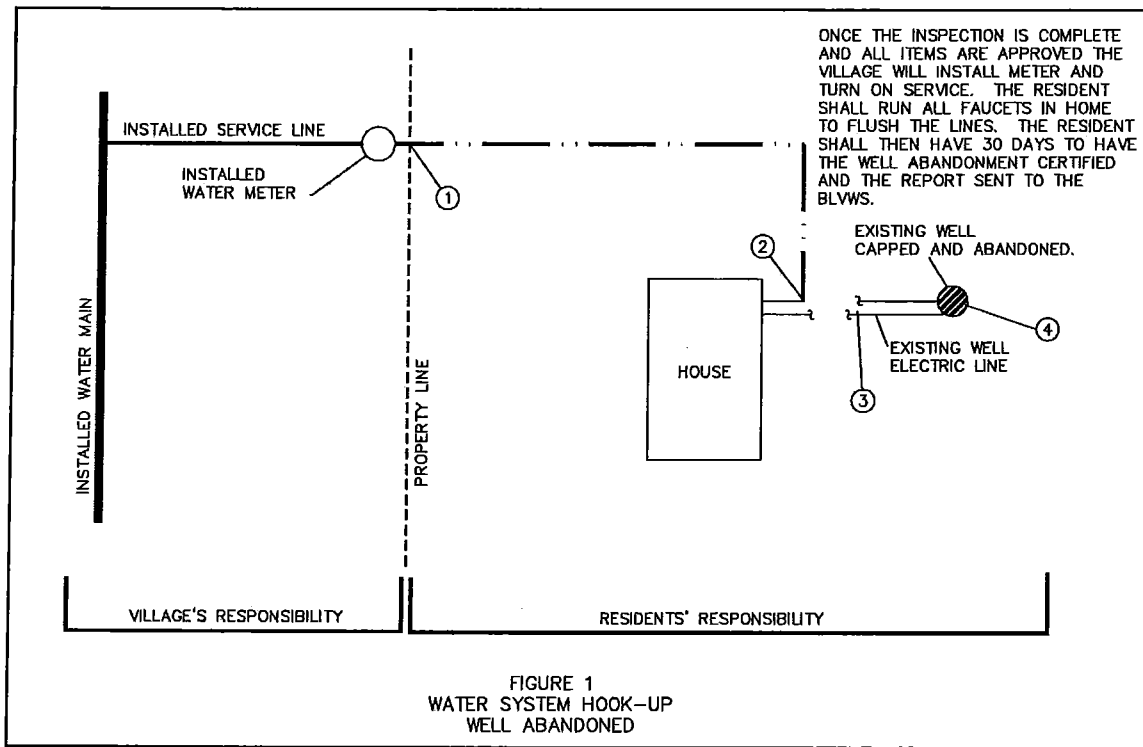 ONCE THE INSPECTION IS COMPLETE
AND ALL ITEMS ARE APPROVED THE
VILLAGE WILL INSTALL METER AND
TURN ON SERVICE. THE RESIDENT
SHALL RUN ALL FAUCETS IN HOME
TO FLUSH THE LINES. THE RESIDENT
SHALL THEN HAVE 30 DAYS TO HAVE
THE WELL ABANDONMENT CERTIFIED
AND THE REPORT SENT TO THE
BLVWS.
INSTALLED SERVICE LINE
INSTALLED
WATER METER
1
INSTALLED WATER MAIN
PROPERTY LINE
2
EXISTING WELL
CAPPED AND ABANDONED.
4
EXISTING WELL
ELECTRIC LINE
3
HOUSE
VILLAGE'S RESPONSIBILITY
RESIDENTS' RESPONSIBILITY
FIGURE 1
WATER SYSTEM HOOK-UP
WELL ABANDONED